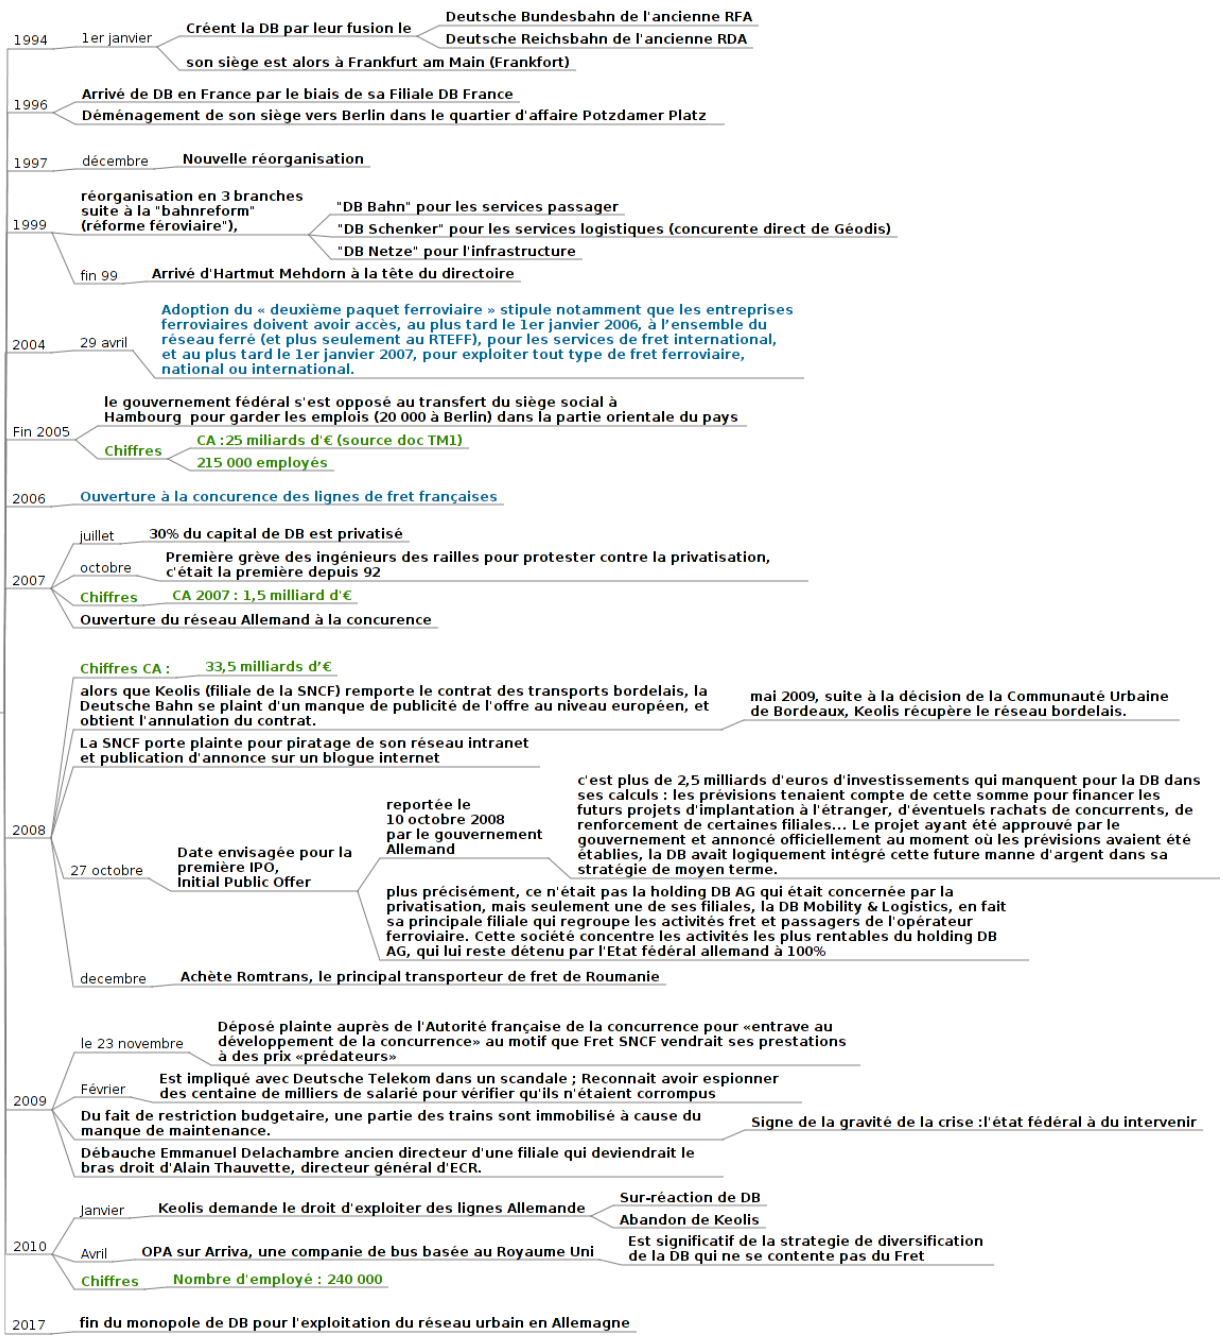 1994
1er janvier
Créent la DB par leur fusion le
Deutsche Bundesbahn de l'ancienne RFA
Deutsche Reichsbahn de l'ancienne RDA
son siège est alors à Frankfurt am Main (Frankfort)
1996
Arrivé de DB en France par le biais de sa Filiale DB France
Déménagement de son siège vers Berlin dans le quartier d'affaire Potzdamer Platz
1997
décembre
Nouvelle réorganisation
1999
réorganisation en 3 branches
suite à la "bahnreform"
(réforme féroviaire"),
"DB Bahn" pour les services passager
"DB Schenker" pour les services logistiques (concurente direct de Géodis)
"DB Netze" pour l'infrastructure
fin 99
Arrivé d'Hartmut Mehdorn à la tête du directoire
2004
29 avril
Adoption du « deuxième paquet ferroviaire » stipule notamment que les entreprises
ferroviaires doivent avoir accès, au plus tard le 1er janvier 2006, à l’ensemble du
réseau ferré (et plus seulement au RTEFF), pour les services de fret international,
et au plus tard le 1er janvier 2007, pour exploiter tout type de fret ferroviaire,
national ou international.
Fin 2005
le gouvernement fédéral s'est opposé au transfert du siège social à
Hambourg  pour garder les emplois (20 000 à Berlin) dans la partie orientale du pays
Chiffres
CA :25 miliards d'€ (source doc TM1)
215 000 employés
2006
Ouverture à la concurence des lignes de fret françaises
2007
juillet
30% du capital de DB est privatisé
octobre
Première grève des ingénieurs des railles pour protester contre la privatisation,
c'était la première depuis 92
Chiffres
CA 2007 : 1,5 milliard d'€
Ouverture du réseau Allemand à la concurence
2008
Chiffres CA :
33,5 milliards d’€
alors que Keolis (filiale de la SNCF) remporte le contrat des transports bordelais, la
Deutsche Bahn se plaint d'un manque de publicité de l'offre au niveau européen, et
obtient l'annulation du contrat.
mai 2009, suite à la décision de la Communauté Urbaine
de Bordeaux, Keolis récupère le réseau bordelais.
La SNCF porte plainte pour piratage de son réseau intranet
et publication d'annonce sur un blogue internet
27 octobre
Date envisagée pour la
première IPO,
Initial Public Offer
reportée le
10 octobre 2008
par le gouvernement
Allemand
c'est plus de 2,5 milliards d'euros d'investissements qui manquent pour la DB dans
ses calculs : les prévisions tenaient compte de cette somme pour financer les
futurs projets d'implantation à l'étranger, d'éventuels rachats de concurrents, de
renforcement de certaines filiales... Le projet ayant été approuvé par le
gouvernement et annoncé officiellement au moment où les prévisions avaient été
établies, la DB avait logiquement intégré cette future manne d'argent dans sa
stratégie de moyen terme.
plus précisément, ce n'était pas la holding DB AG qui était concernée par la
privatisation, mais seulement une de ses filiales, la DB Mobility & Logistics, en fait
sa principale filiale qui regroupe les activités fret et passagers de l'opérateur
ferroviaire. Cette société concentre les activités les plus rentables du holding DB
AG, qui lui reste détenu par l'Etat fédéral allemand à 100%
decembre
Achète Romtrans, le principal transporteur de fret de Roumanie
2009
le 23 novembre
Déposé plainte auprès de l'Autorité française de la concurrence pour «entrave au
développement de la concurrence» au motif que Fret SNCF vendrait ses prestations
à des prix «prédateurs»
Février
Est impliqué avec Deutsche Telekom dans un scandale ; Reconnait avoir espionner
des centaine de milliers de salarié pour vérifier qu'ils n'étaient corrompus
Du fait de restriction budgetaire, une partie des trains sont immobilisé à cause du
manque de maintenance.
Signe de la gravité de la crise :l'état fédéral à du intervenir
Débauche Emmanuel Delachambre ancien directeur d'une filiale qui deviendrait le
bras droit d'Alain Thauvette, directeur général d'ECR.
2010
Janvier
Keolis demande le droit d'exploiter des lignes Allemande
Sur-réaction de DB
Abandon de Keolis
Avril
OPA sur Arriva, une companie de bus basée au Royaume Uni
Est significatif de la strategie de diversification
de la DB qui ne se contente pas du Fret
Chiffres
Nombre d'employé : 240 000
2017
fin du monopole de DB pour l'exploitation du réseau urbain en Allemagne